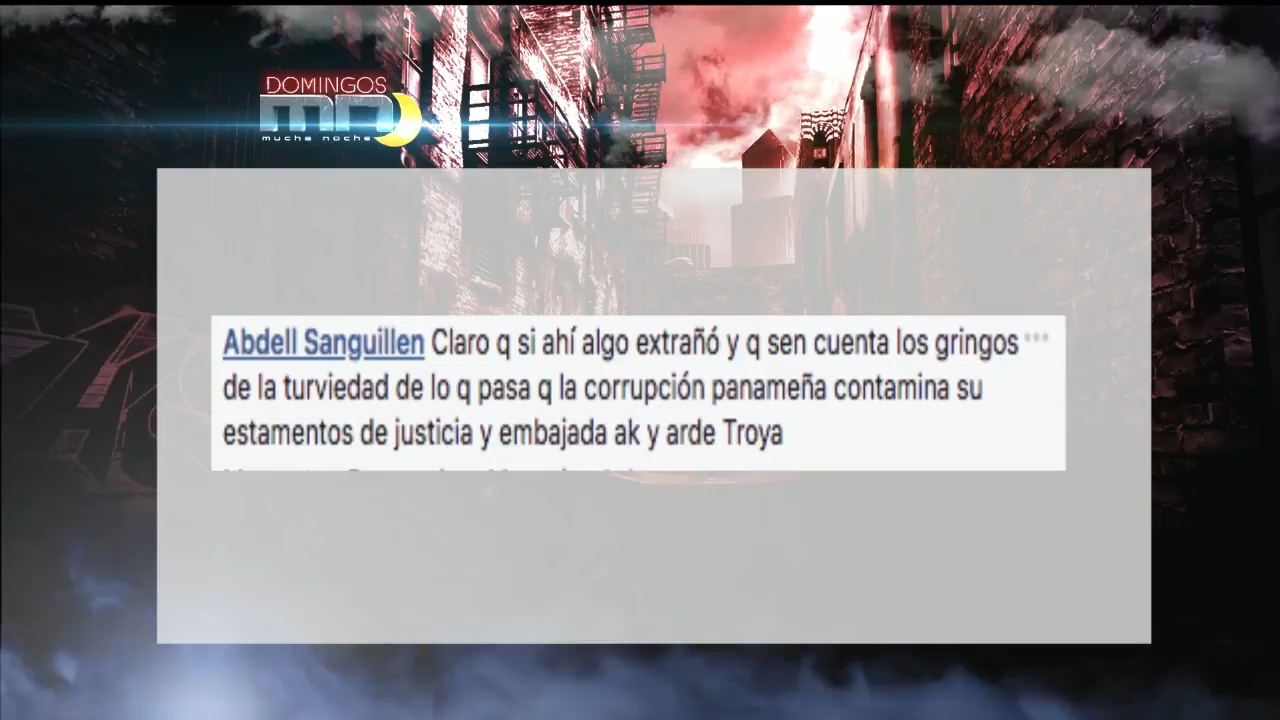 DOMINGOS
mn
mucha noche
Abdell Sanguillen Claro q si ahí algo extrañó y q sen cuenta los gringos
de la turviedad de lo q pasa q la corrupción panameña contamina su
estamentos de justicia y embajada ak y arde Troya